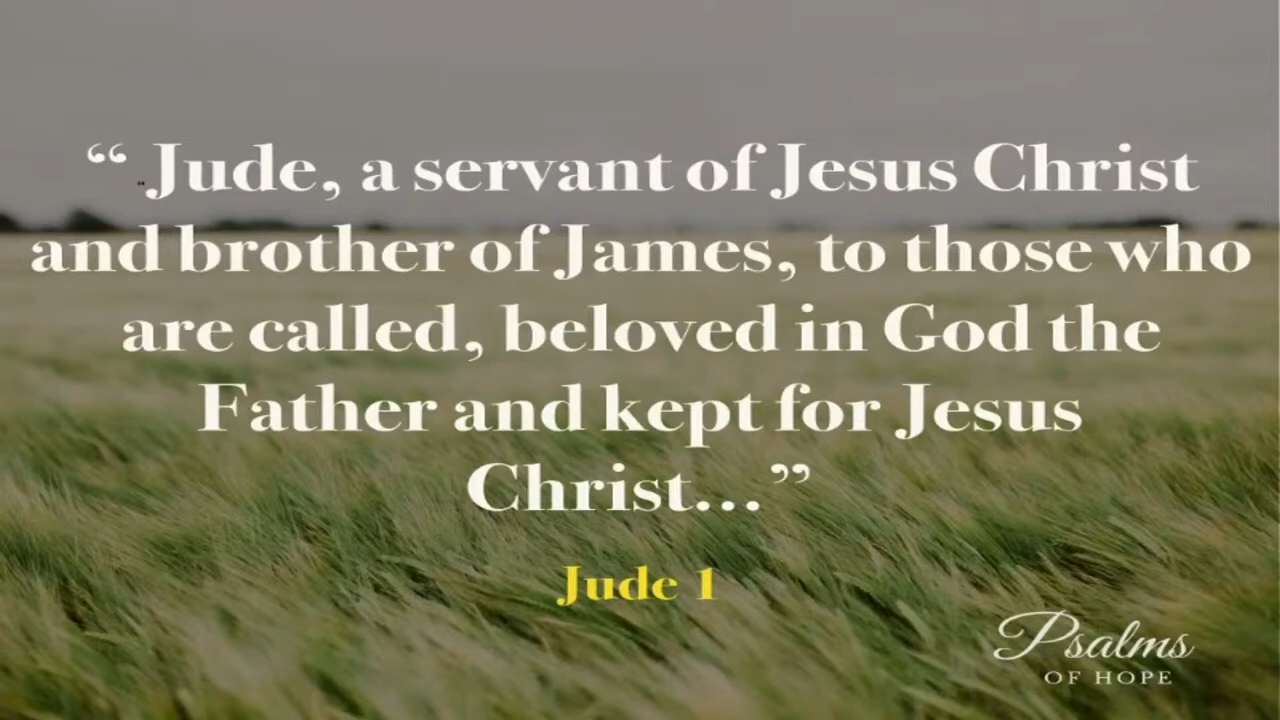 “ Jude, a servant of Jesus Christ
and brother of James, to those who
are called, beloved in God the
Father and kept for Jesus
Christ...”
Jude 1
Psalms
OF HOPE